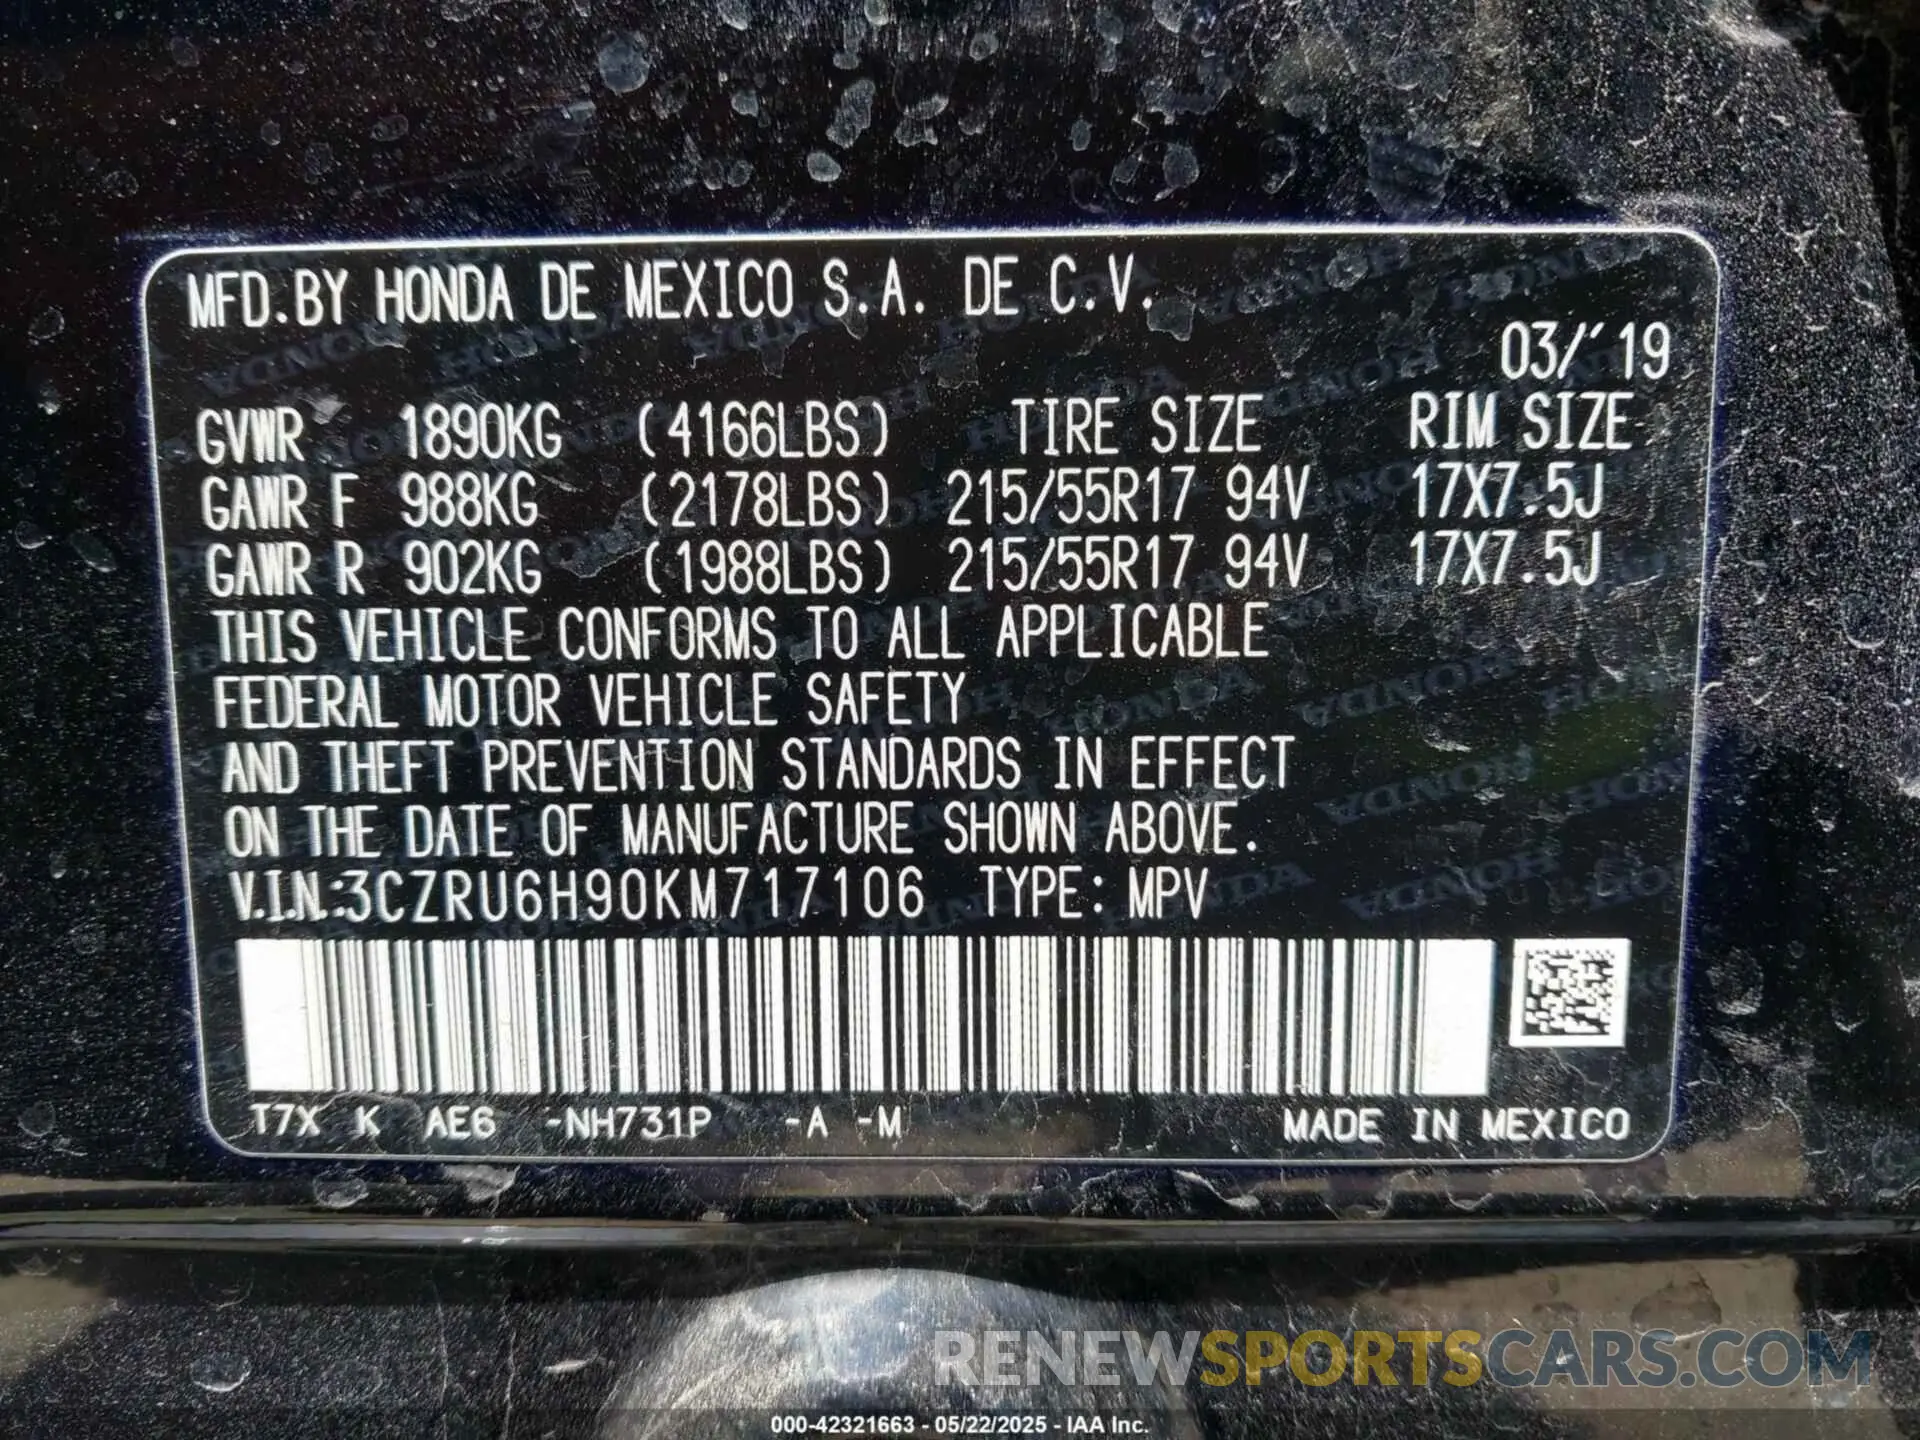 MFD.BY HONDA DE MEXICO S.A. DE C.V.
03/'19
GVWR 1890KG (4166LBS) TIRE SIZE RIM SIZE
GAWR F 988KG (2178LBS) 215/55R17 94V 17X7.5J
GAWR R 902KG (1988LBS) 215/55R17 94V 17X7.5J
THIS VEHICLE CONFORMS TO ALL APPLICABLE
FEDERAL MOTOR VEHICLE SAFETY
AND THEFT PREVENTION STANDARDS IN EFFECT
ON THE DATE OF MANUFACTURE SHOWN ABOVE.
V.I.N.:3CZRU6H90KM717106 TYPE: MPV
T7X K AE6 -NH731P -A -M MADE IN MEXICO
RENEWSPORTSCARS.COM
000-42321663 - 05/22/2025 - IAA Inc.